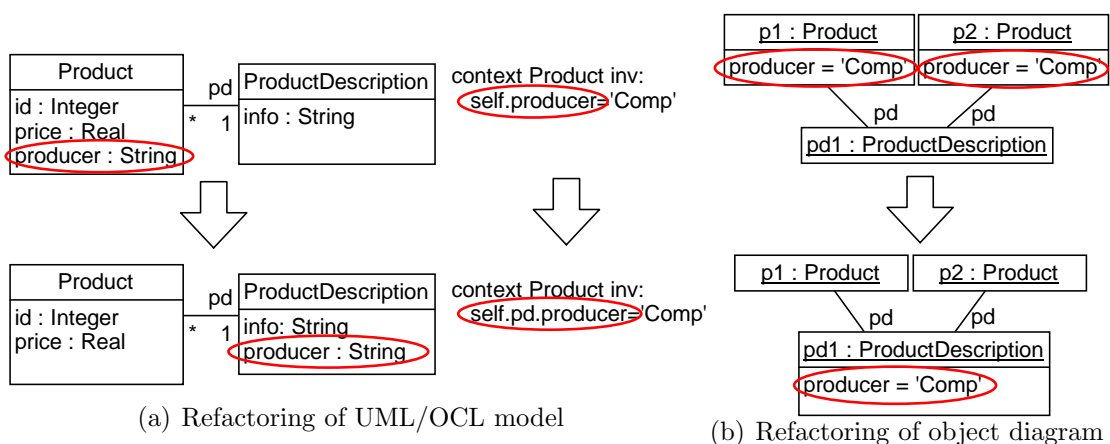 Product
id : Integer
price : Real
producer : String
pd
* 1
ProductDescription
info : String
context Product inv:
self.producer='Comp'
Product
id : Integer
price : Real
pd
* 1
ProductDescription
info: String
producer : String
context Product inv:
self.pd.producer='Comp'
(a) Refactoring of UML/OCL model
p1 : Product
producer = 'Comp'
p2 : Product
producer = 'Comp'
pd pd
pd1 : ProductDescription
p1 : Product
p2 : Product
pd pd
pd1 : ProductDescription
producer = 'Comp'
(b) Refactoring of object diagram